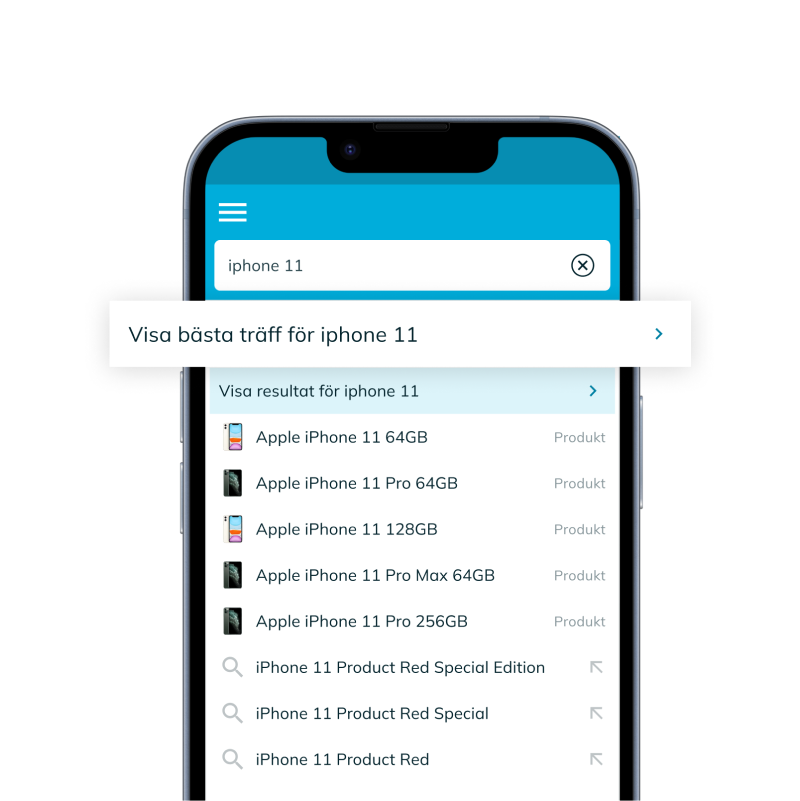 iphone 11
Visa bästa träff för iphone 11
Visa resultat för iphone 11
Apple iPhone 11 64GB Produkt
Apple iPhone 11 Pro 64GB Produkt
Apple iPhone 11 128GB Produkt
Apple iPhone 11 Pro Max 64GB Produkt
Apple iPhone 11 Pro 256GB Produkt
iPhone 11 Product Red Special Edition
iPhone 11 Product Red Special
iPhone 11 Product Red